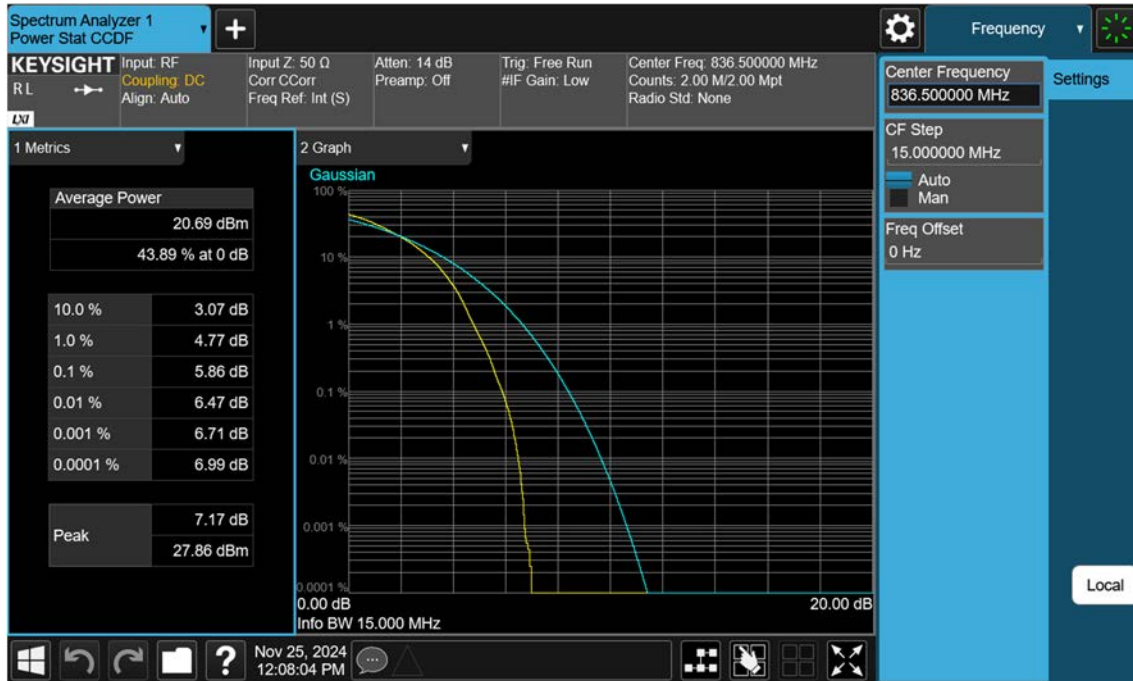 Spectrum Analyzer 1
Power Stat CCDF
Frequency
KEYSIGHT
RL
LXI
Input: RF
Coupling: DC
Align: Auto
Input Z: 50 Ω
Corr CCorr
Freq Ref: Int (S)
Atten: 14 dB
Preamp: Off
Trig: Free Run
#IF Gain: Low
Center Freq: 836.500000 MHz
Counts: 2.00 M/2.00 Mpt
Radio Std: None
Center Frequency
836.500000 MHz
Settings
CF Step
15.000000 MHz
Auto
Man
Freq Offset
0 Hz
Local
1 Metrics
Average Power
20.69 dBm
43.89 % at 0 dB
10.0 % 3.07 dB
1.0 % 4.77 dB
0.1 % 5.86 dB
0.01 % 6.47 dB
0.001 % 6.71 dB
0.0001 % 6.99 dB
Peak
7.17 dB
27.86 dBm
2 Graph
Gaussian
100 %
10 %
1 %
0.1 %
0.01 %
0.001 %
0.0001 %
0.00 dB 20.00 dB
Info BW 15.000 MHz
?
Nov 25, 2024
12:08:04 PM